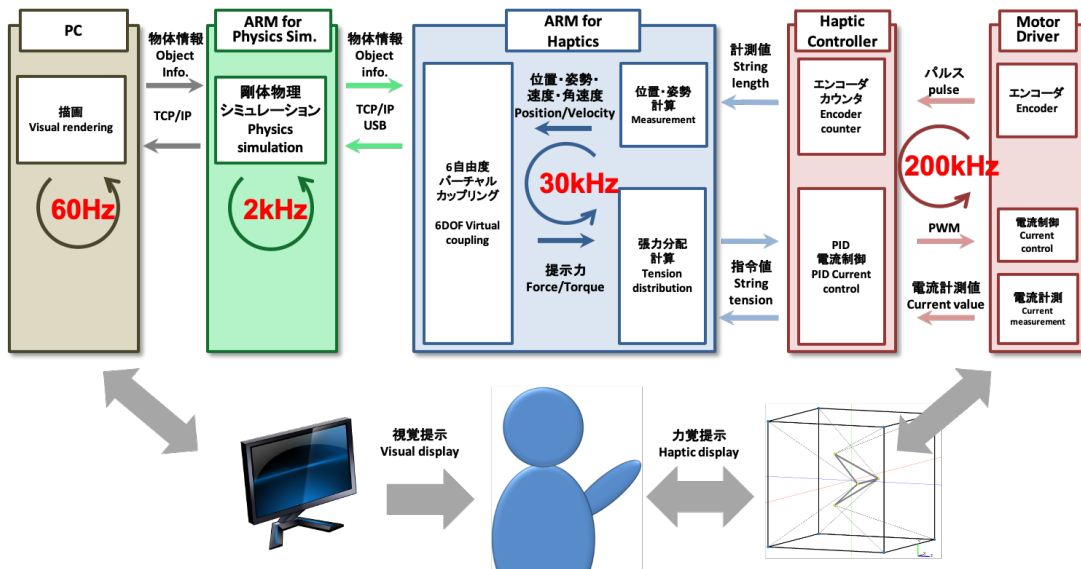 PC
描画
Visual rendering
60Hz
物体情報
Object
Info.
TCP/IP
ARM for
Physics Sim.
剛体物理
シミュレーション
Physics
simulation
2kHz
物体情報
Object
info.
TCP/IP
USB
ARM for
Haptics
6自由度
バーチャル
カップリング
6DOF Virtual
coupling
位置・姿勢・
速度・角速度
Position/Velocity
30kHz
提示力
Force/Torque
位置・姿勢
計算
Measurement
張力分配
計算
Tension
distribution
計測値
String
length
指令値
String
tension
Haptic
Controller
エンコーダ
カウンタ
Encoder
counter
PID
電流制御
PID Current
control
パルス
pulse
200kHz
PWM
電流計測値
Current value
Motor
Driver
エンコーダ
Encoder
電流制御
Current
control
電流計測
Current
measurement
視覚提示
Visual display
力覚提示
Haptic display